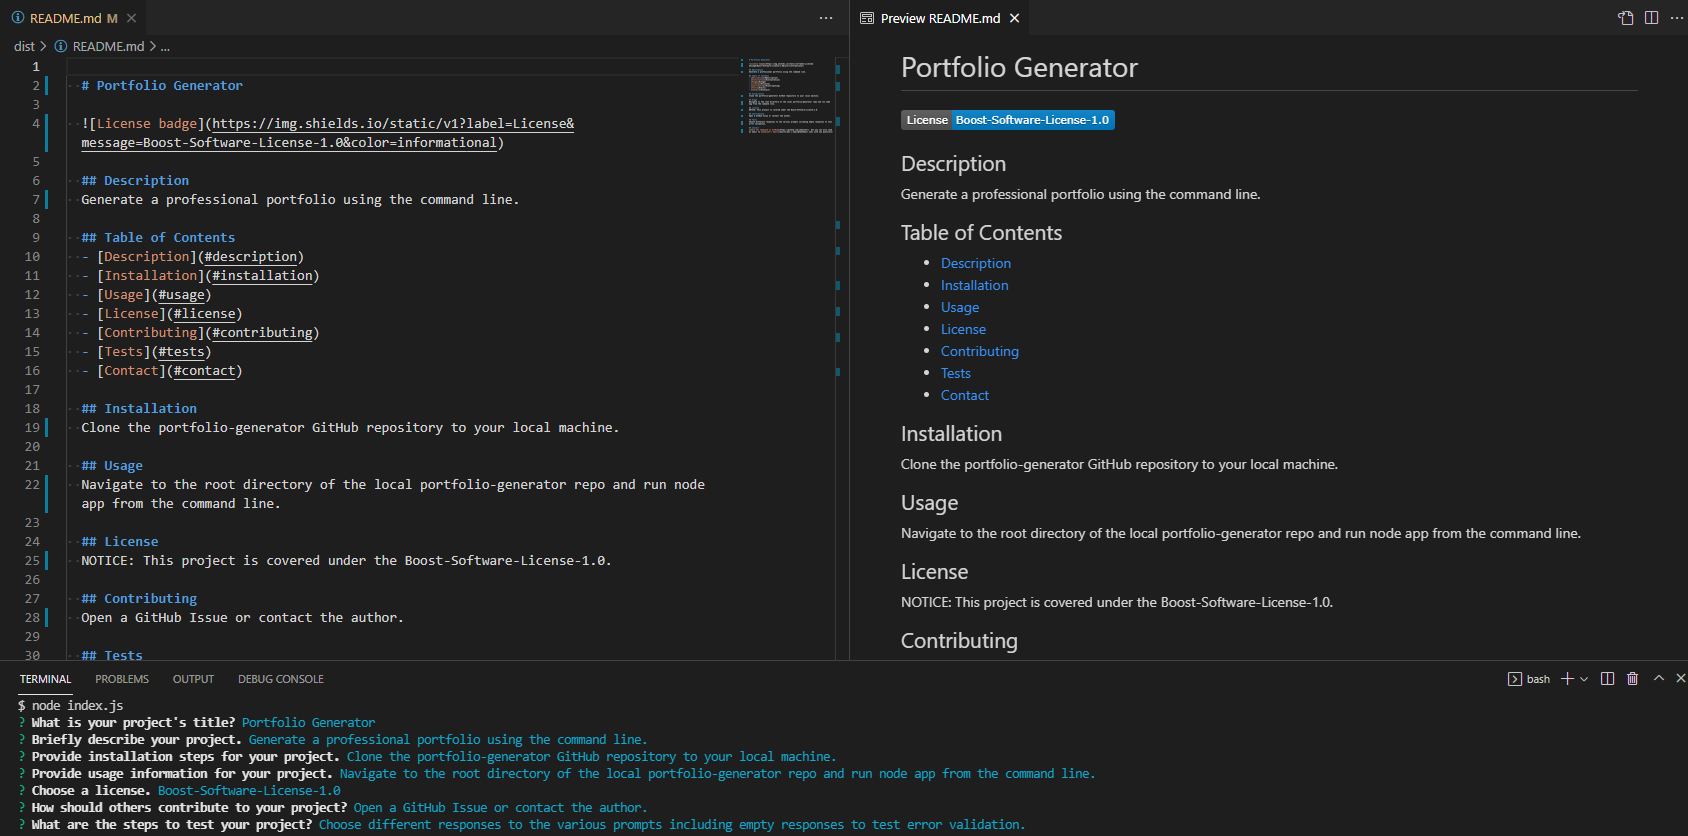 README.md M
dist > README.md > ...
1
2 # Portfolio Generator
3
4 ![License badge](https://img.shields.io/static/v1?label=License&
message=Boost-Software-License-1.0&color=informational)
5
6 ## Description
7 Generate a professional portfolio using the command line.
8
9 ## Table of Contents
10 - [Description](#description)
11 - [Installation](#installation)
12 - [Usage](#usage)
13 - [License](#license)
14 - [Contributing](#contributing)
15 - [Tests](#tests)
16 - [Contact](#contact)
17
18 ## Installation
19 Clone the portfolio-generator GitHub repository to your local machine.
20
21 ## Usage
22 Navigate to the root directory of the local portfolio-generator repo and run node
app from the command line.
23
24 ## License
25 NOTICE: This project is covered under the Boost-Software-License-1.0.
26
27 ## Contributing
28 Open a GitHub Issue or contact the author.
29
30 ## Tests
Preview README.md
Portfolio Generator
License Boost-Software-License-1.0
Description
Generate a professional portfolio using the command line.
Table of Contents
• Description
• Installation
• Usage
• License
• Contributing
• Tests
• Contact
Installation
Clone the portfolio-generator GitHub repository to your local machine.
Usage
Navigate to the root directory of the local portfolio-generator repo and run node app from the command line.
License
NOTICE: This project is covered under the Boost-Software-License-1.0.
Contributing
TERMINAL PROBLEMS OUTPUT DEBUG CONSOLE bash
$ node index.js
? What is your project's title? Portfolio Generator
? Briefly describe your project. Generate a professional portfolio using the command line.
? Provide installation steps for your project. Clone the portfolio-generator GitHub repository to your local machine.
? Provide usage information for your project. Navigate to the root directory of the local portfolio-generator repo and run node app from the command line.
? Choose a license. Boost-Software-License-1.0
? How should others contribute to your project? Open a GitHub Issue or contact the author.
? What are the steps to test your project? Choose different responses to the various prompts including empty responses to test error validation.